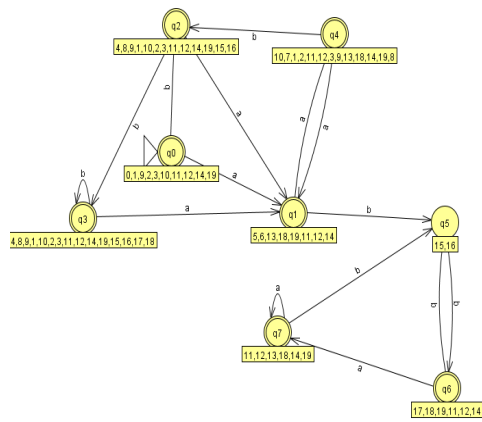 q2
4,8,9,1,10,2,3,11,12,14,19,15,16
b
q4
10,7,1,2,11,12,3,9,13,18,14,19,8
b
b
a
a
a
q0
0,1,9,2,3,10,11,12,14,19
a
b
q3
4,8,9,1,10,2,3,11,12,14,19,15,16,17,18
a
q1
5,6,13,18,19,11,12,14
b
q5
15,16
b
a
q7
11,12,13,18,14,19
b
b
a
q6
17,18,19,11,12,14